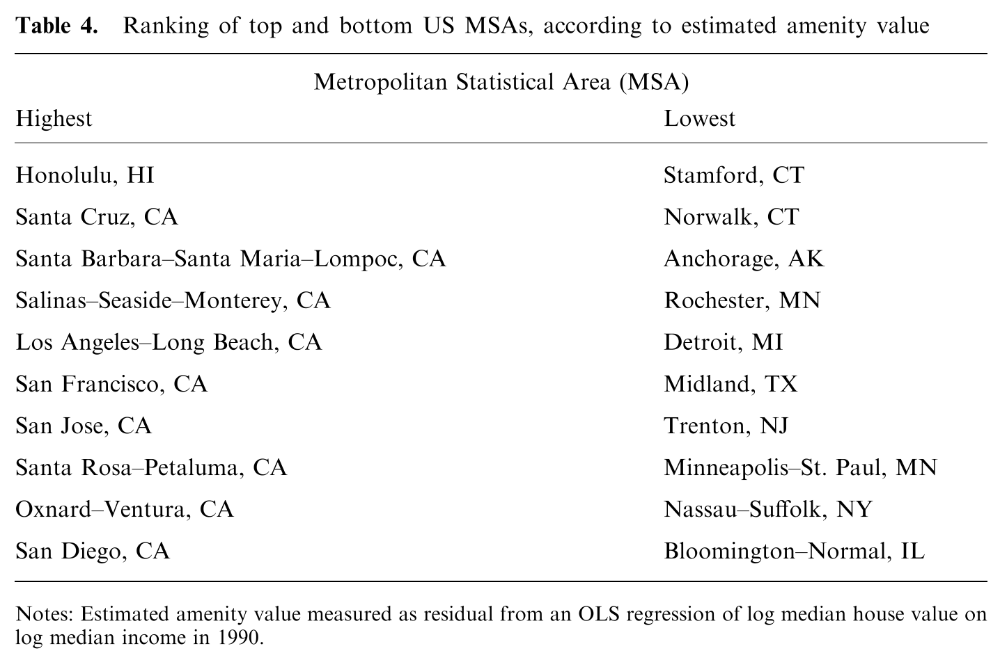 Table 4. Ranking of top and bottom US MSAs, according to estimated amenity value
Metropolitan Statistical Area (MSA)
Highest Lowest
Honolulu, HI Stamford, CT
Santa Cruz, CA Norwalk, CT
Santa Barbara–Santa Maria–Lompoc, CA Anchorage, AK
Salinas–Seaside–Monterey, CA Rochester, MN
Los Angeles–Long Beach, CA Detroit, MI
San Francisco, CA Midland, TX
San Jose, CA Trenton, NJ
Santa Rosa–Petaluma, CA Minneapolis–St. Paul, MN
Oxnard–Ventura, CA Nassau–Suffolk, NY
San Diego, CA Bloomington–Normal, IL
Notes: Estimated amenity value measured as residual from an OLS regression of log median house value on
log median income in 1990.